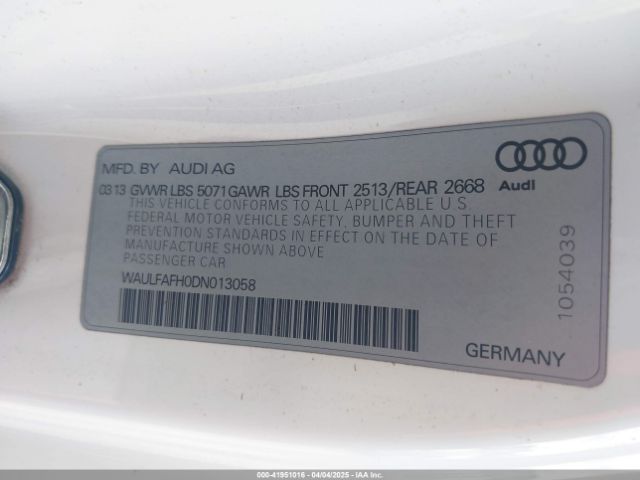 MFD. BY AUDI AG
0313 GVWR LBS 5071 GAWR LBS FRONT 2513/REAR 2668
THIS VEHICLE CONFORMS TO ALL APPLICABLE U.S.
FEDERAL MOTOR VEHICLE SAFETY, BUMPER AND THEFT
PREVENTION STANDARDS IN EFFECT ON THE DATE OF
MANUFACTURE SHOWN ABOVE
PASSENGER CAR
WAULFAFH0DN013058
Audi
1054039
GERMANY
000-41951016 - 04/04/2025 - IAA Inc.